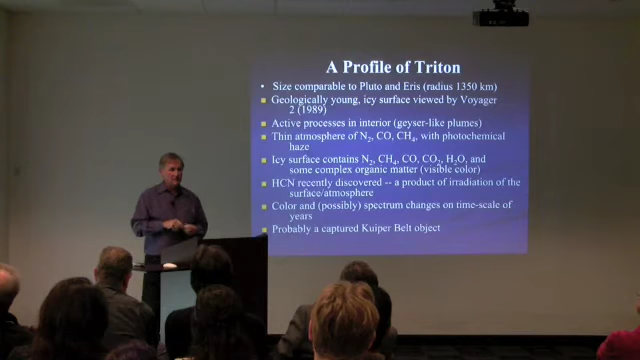 A Profile of Triton
• Size comparable to Pluto and Eris (radius 1350 km)
Geologically young, icy surface viewed by Voyager
2 (1989)
Active processes in interior (geyser-like plumes)
Thin atmosphere of N₂, CO, CH₄, with photochemical
haze
Icy surface contains N₂, CH₄, CO, CO₂, H₂O, and
some complex organic matter (visible color)
HCN recently discovered -- a product of irradiation of the
surface/atmosphere
Color and (possibly) spectrum changes on time-scale of
years
Probably a captured Kuiper Belt object